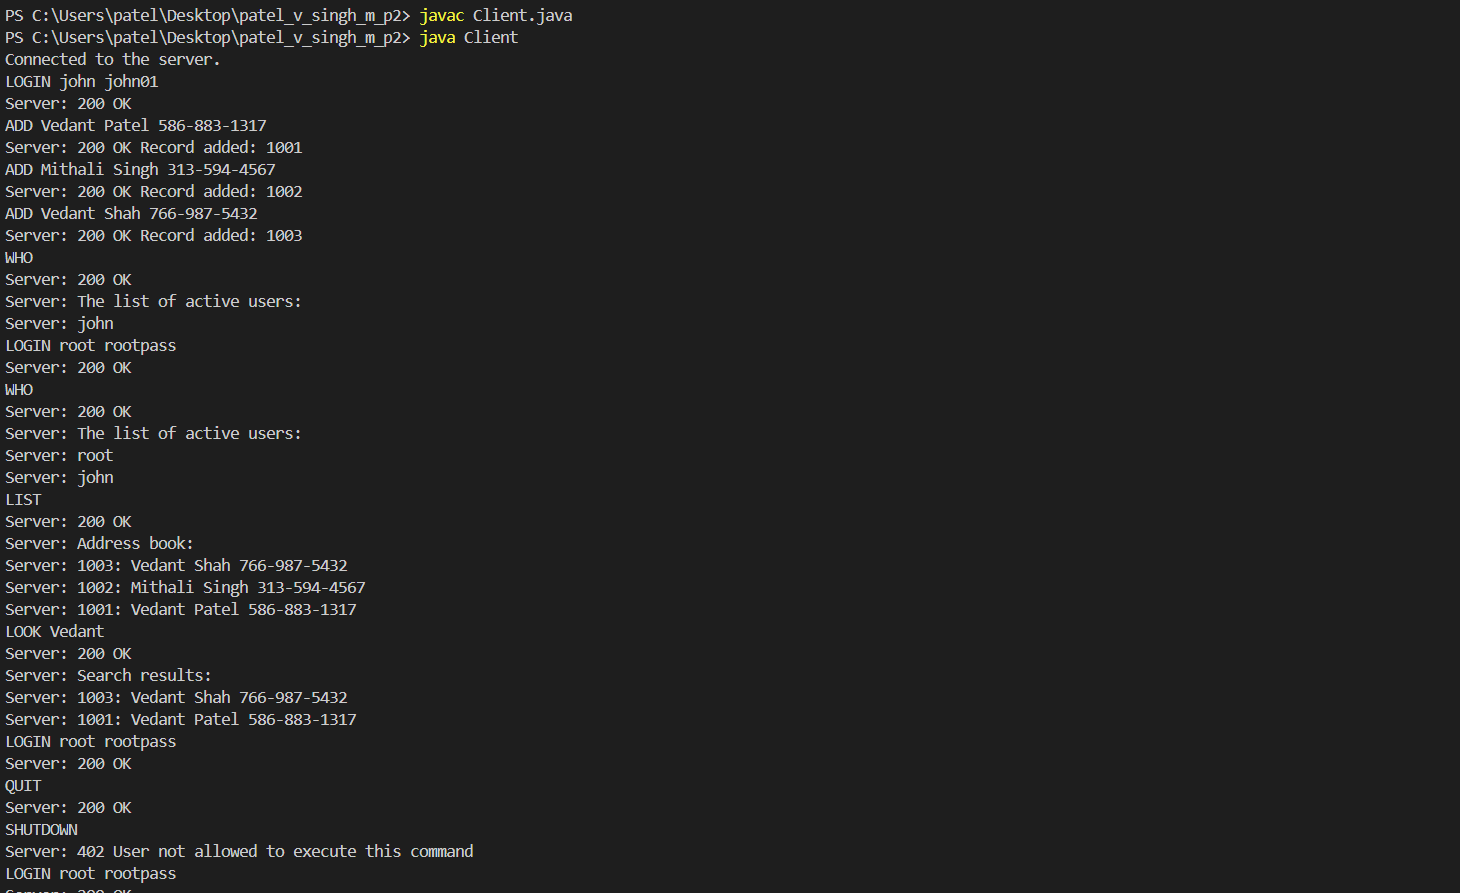 PS C:\Users\patel\Desktop\patel_v_singh_m_p2> javac Client.java
PS C:\Users\patel\Desktop\patel_v_singh_m_p2> java Client
Connected to the server.
LOGIN john john01
Server: 200 OK
ADD Vedant Patel 586-883-1317
Server: 200 OK Record added: 1001
ADD Mithali Singh 313-594-4567
Server: 200 OK Record added: 1002
ADD Vedant Shah 766-987-5432
Server: 200 OK Record added: 1003
WHO
Server: 200 OK
Server: The list of active users:
Server: john
LOGIN root rootpass
Server: 200 OK
WHO
Server: 200 OK
Server: The list of active users:
Server: root
Server: john
LIST
Server: 200 OK
Server: Address book:
Server: 1003: Vedant Shah 766-987-5432
Server: 1002: Mithali Singh 313-594-4567
Server: 1001: Vedant Patel 586-883-1317
LOOK Vedant
Server: 200 OK
Server: Search results:
Server: 1003: Vedant Shah 766-987-5432
Server: 1001: Vedant Patel 586-883-1317
LOGIN root rootpass
Server: 200 OK
QUIT
Server: 200 OK
SHUTDOWN
Server: 402 User not allowed to execute this command
LOGIN root rootpass
Server: 200 OK